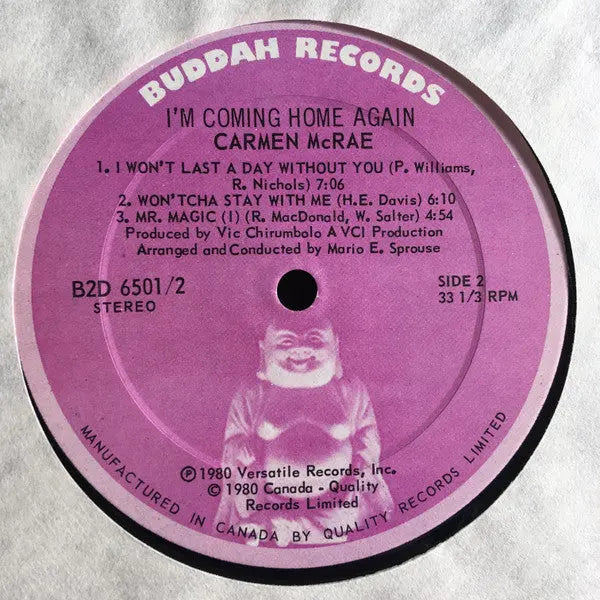 BUDDAH RECORDS
I'M COMING HOME AGAIN
CARMEN McRAE
1. I WON'T LAST A DAY WITHOUT YOU (P. Williams,
R. Nichols) 7:06
2. WON'TCHA STAY WITH ME (H.E. Davis) 6:10
3. MR. MAGIC (I) (R. MacDonald, W. Salter) 4:54
Produced by Vic Chirumbolo A VCI Production
Arranged and Conducted by Mario E. Sprouse
B2D 6501/2
STEREO
SIDE 2
33 1/3 RPM
℗ 1980 Versatile Records, Inc.
© 1980 Canada - Quality
Records Limited
MANUFACTURED IN CANADA BY QUALITY RECORDS LIMITED